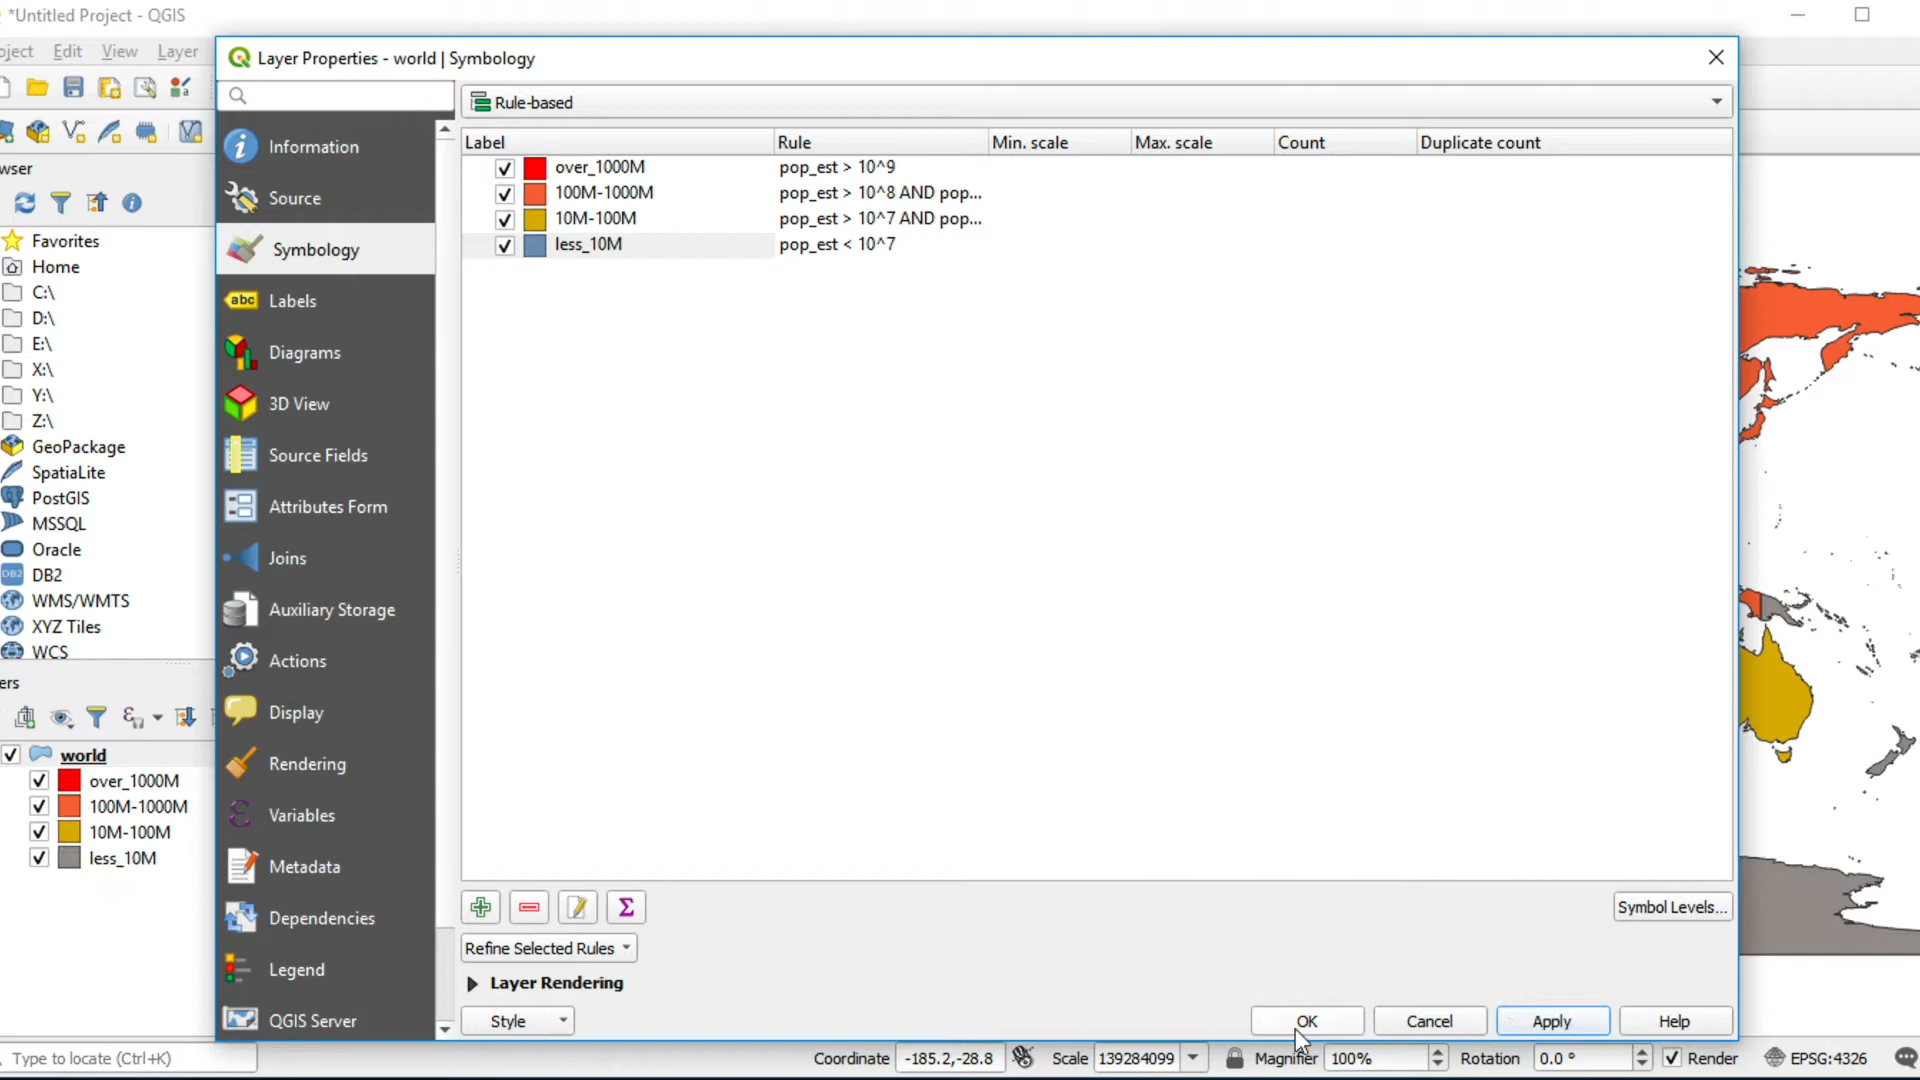 *Untitled Project - QGIS
oject Edit View Layer
Layer Properties - world | Symbology
Rule-based
Label Rule Min. scale Max. scale Count Duplicate count
over_1000M pop_est > 10^9
100M-1000M pop_est > 10^8 AND pop...
10M-100M pop_est > 10^7 AND pop...
less_10M pop_est < 10^7
Information
Source
Symbology
abc Labels
Diagrams
3D View
Source Fields
Attributes Form
Joins
Auxiliary Storage
Actions
Display
Rendering
Variables
Metadata
Dependencies
Legend
QGIS Server
wser
Favorites
Home
C:\
D:\
E:\
X:\
Y:\
Z:\
GeoPackage
SpatiaLite
PostGIS
MSSQL
Oracle
DB2 DB2
WMS/WMTS
XYZ Tiles
WCS
ers
world
over_1000M
100M-1000M
10M-100M
less_10M
Symbol Levels...
Refine Selected Rules
Layer Rendering
Style OK Cancel Apply Help
Type to locate (Ctrl+K) Coordinate -185.2,-28.8 Scale 139284099 Magnifier 100% Rotation 0.0 ° Render EPSG:4326